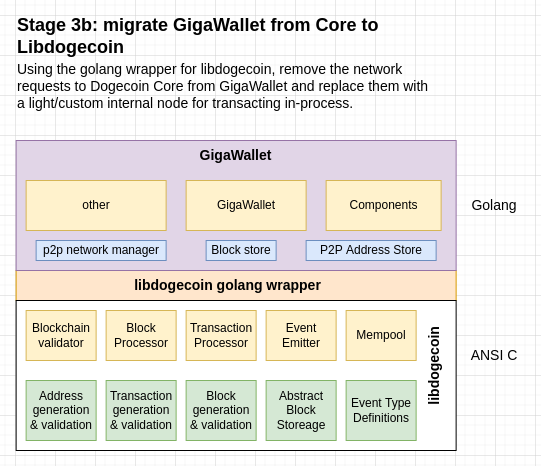 Stage 3b: migrate GigaWallet from Core to
Libdogecoin
Using the golang wrapper for libdogecoin, remove the network
requests to Dogecoin Core from GigaWallet and replace them with
a light/custom internal node for transacting in-process.
GigaWallet
other
GigaWallet
Components
Golang
p2p network manager
Block store
P2P Address Store
libdogecoin golang wrapper
Blockchain
validator
Block
Processor
Transaction
Processor
Event
Emitter
Mempool
libdogecoin
ANSI C
Address
generation
& validation
Transaction
generation
& validation
Block
generation
& validation
Abstract
Block
Storeage
Event Type
Definitions